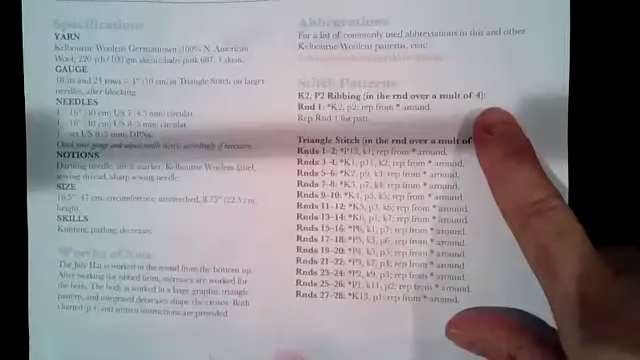 Specifications
YARN
Kelbourne Woolens Germantown (100% N. American
Wool; 220 yds/100 gm skein: baby pink 687, 1 skein.
GAUGE
18 sts and 24 rows = 4" (10 cm) in Triangle Stitch on larger
needles, after blocking
NEEDLES
1 16" (40 cm) US 7 (4.5 mm) circular
1 16" (40 cm) US 8/5 mm circular
1 set US 8/5 mm DPNs
Check your gauge and adjust needle size(s) accordingly if necessary.
NOTIONS
Darning needle, stitch marker, Kelbourne Woolens label,
sewing thread, sharp sewing needle
SIZE
18.5"/47 cm circumference, unstretched, 8.75" (22.5 cm)
height
SKILLS
Knitting, purling, decreases
The July Hat is worked in the round from the bottom up.
After working the ribbed brim, increases are worked for
the body. The body is worked in a large graphic triangle
pattern, and integrated decreases shape the crown. Both
charted and written instructions are provided.
Abbreviations
For a list of commonly used abbreviations in this and other
Kelbourne Woolens patterns, visit:
Stitch Patterns
K2, P2 Ribbing (in the rnd over a mult of 4):
Rnd 1: *K2, p2; rep from * around.
Rep Rnd 1 for patt.
Triangle Stitch (in the rnd over a mult of
Rnds 1-2: *P13, k1; rep from * around.
Rnds 3-4: *K1, p11, k2; rep from * around.
Rnds 5-6: *K2, p9, k3; rep from * around.
Rnds 7-8: *K3, p7, k4; rep from * around.
Rnds 9-10: *K4, p5, k5; rep from * around.
Rnds 11-12: *K5, p3, k6; rep from * around.
Rnds 13-14: *K6, p1, k7; rep from * around.
Rnds 15-16: *P6, k1, p7; rep from * around.
Rnds 17-18: *P5, k3, p6; rep from * around.
Rnds 19-20: *P4, k5, p5; rep from * around.
Rnds 21-22: *P3, k7, p4; rep from * around.
Rnds 23-24: *P2, k9, p3; rep from * around.
Rnds 25-26: *P1, k11, p2; rep from * around.
Rnds 27-28: *K13, p1; rep from * around.